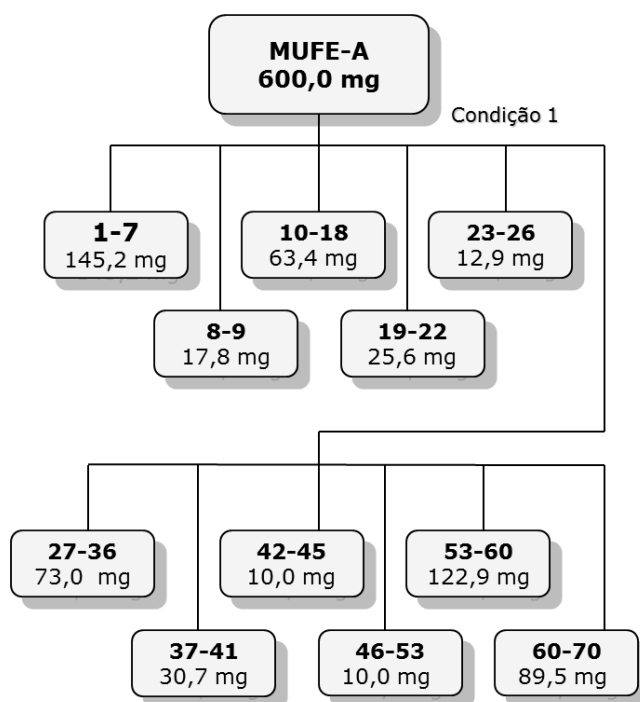 MUFE-A
600,0 mg
Condição 1
1-7
145,2 mg
10-18
63,4 mg
23-26
12,9 mg
8-9
17,8 mg
19-22
25,6 mg
27-36
73,0 mg
42-45
10,0 mg
53-60
122,9 mg
37-41
30,7 mg
46-53
10,0 mg
60-70
89,5 mg